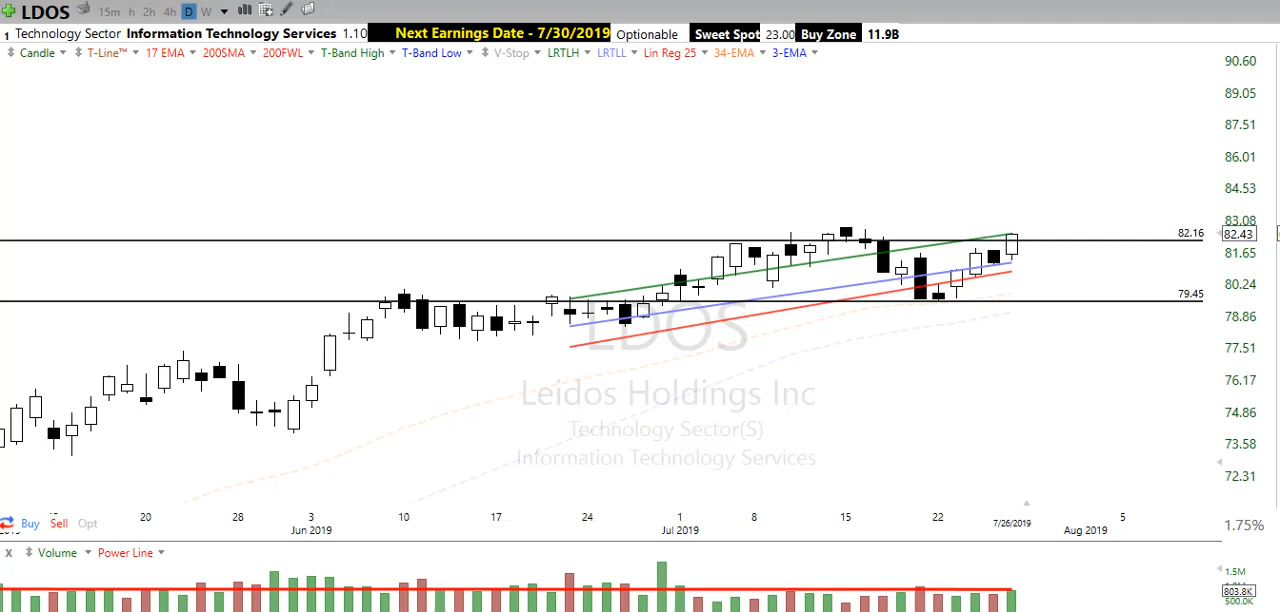 LDOS 15m h 2h 4h D W
1 Technology Sector Information Technology Services 1.10 Next Earnings Date - 7/30/2019 Optionable Sweet Spot 23.00 Buy Zone 11.9B
Candle T-Line™ 17 EMA 200SMA 200FWL T-Band High T-Band Low V-Stop LRTLH LRTLL Lin Reg 25 34-EMA 3-EMA
90.60
89.05
87.51
86.01
84.53
83.08
82.16
82.43
81.65
80.24
79.45
78.86
77.51
76.17
74.86
73.58
72.31
LDOS
Leidos Holdings Inc
Technology Sector(S)
Information Technology Services
20 28 3 10 17 24 1 8 15 22 7/26/2019 5
Jun 2019 Jul 2019 Aug 2019
Buy Sell Opt
1.75%
X Volume Power Line
1.5M
803.8K
500.0K